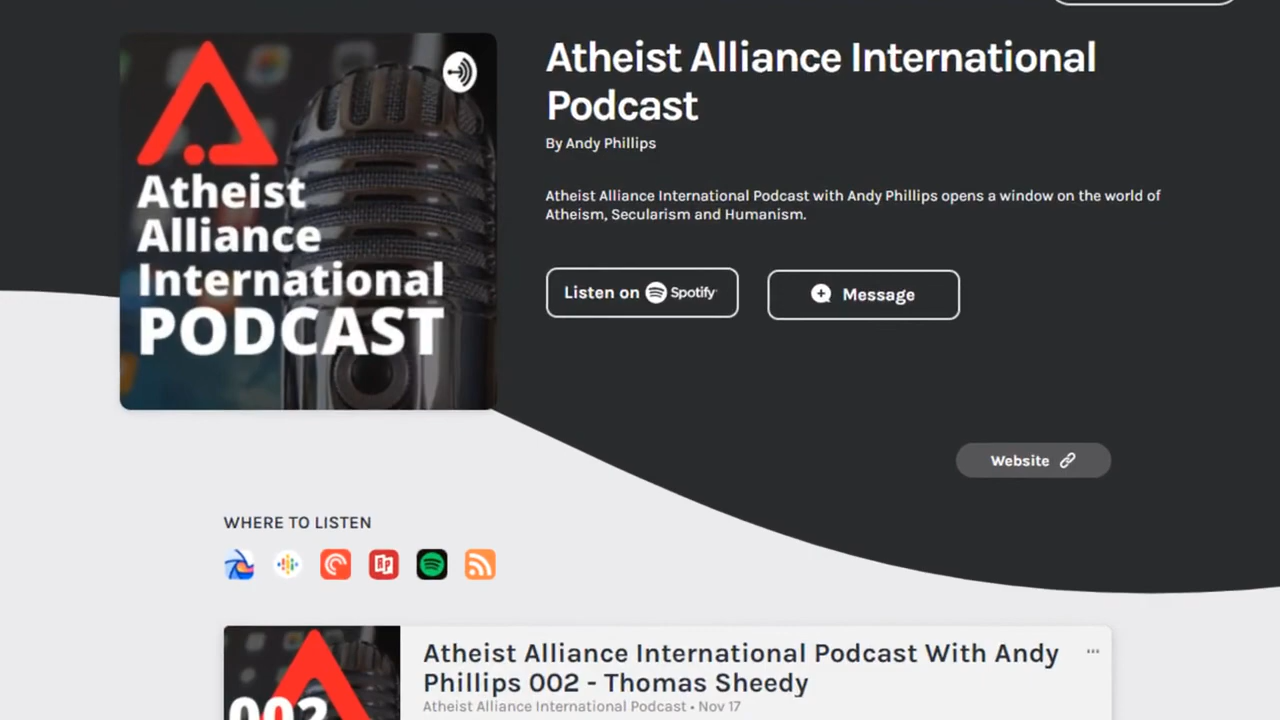 Atheist
Alliance
International
PODCAST
Atheist Alliance International
Podcast
By Andy Phillips
Atheist Alliance International Podcast with Andy Phillips opens a window on the world of
Atheism, Secularism and Humanism.
Listen on Spotify
Message
Website
WHERE TO LISTEN
RP
002
Atheist Alliance International Podcast With Andy
Phillips 002 - Thomas Sheedy
Atheist Alliance International Podcast • Nov 17